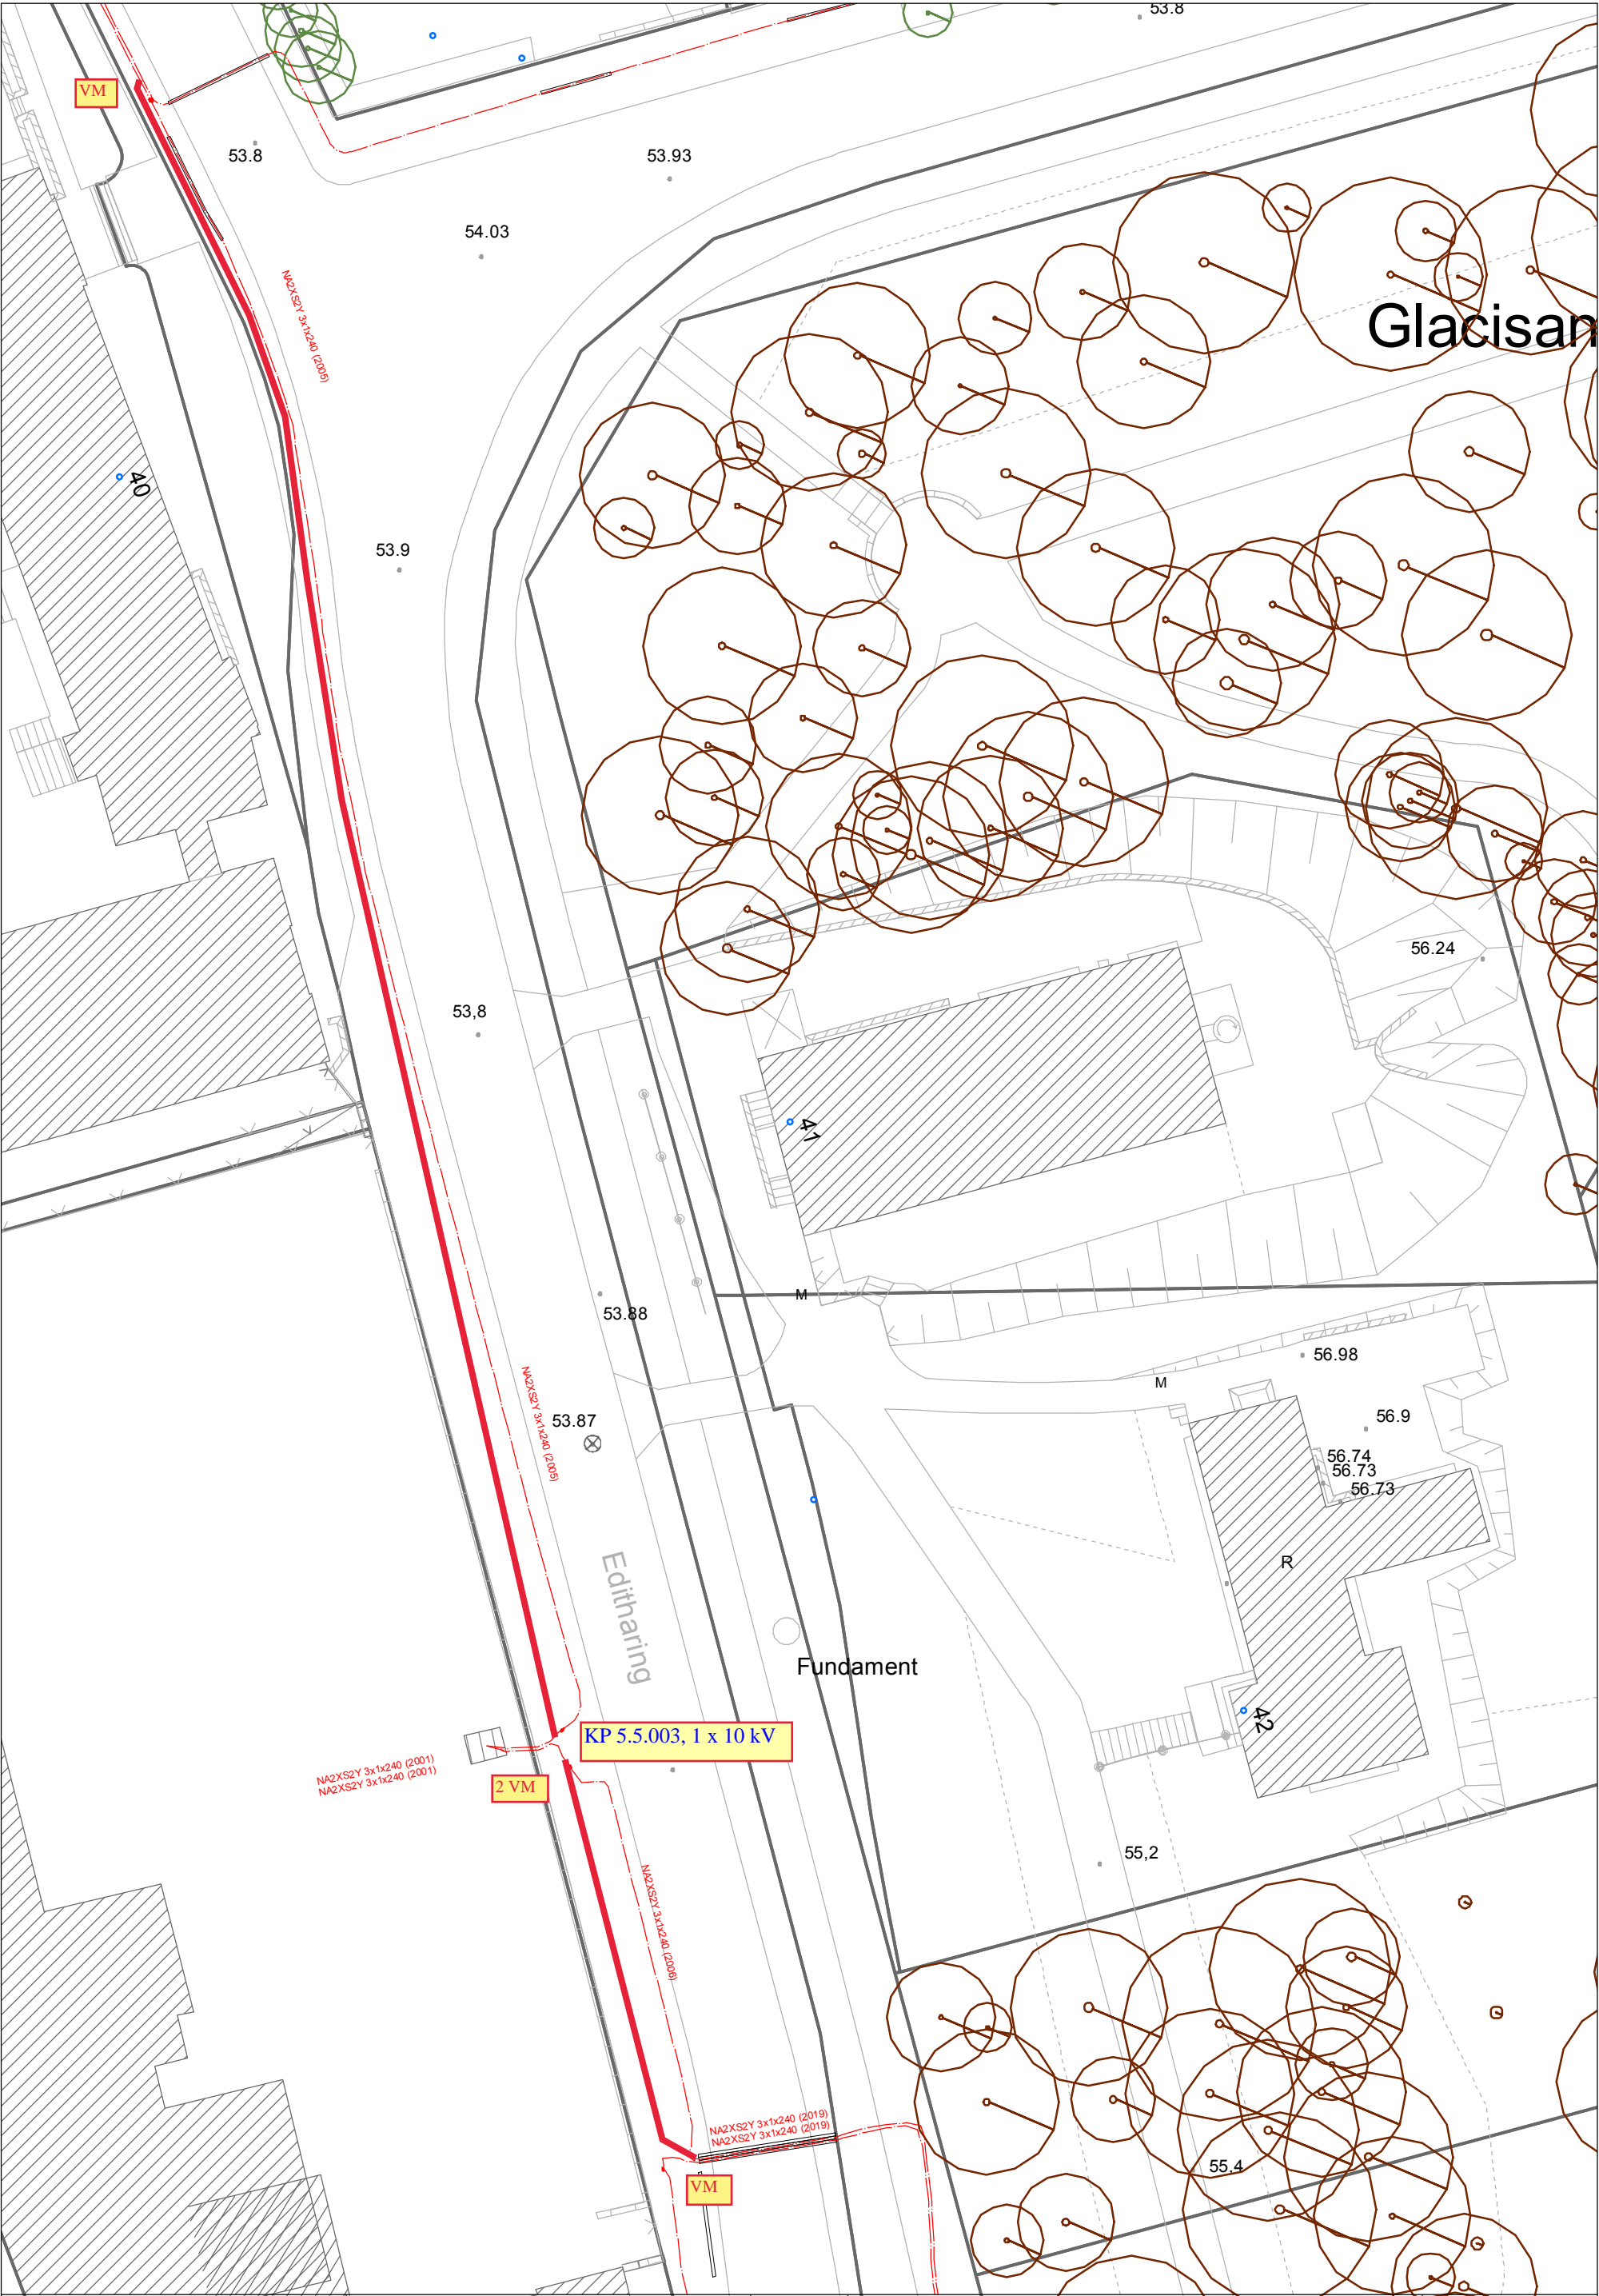 53.8
VM
53.8
53.93
54.03
NA2XS2Y 3x1x240 (2005)
Glacisan
40
53.9
56.24
53,8
41
M
53.88
56.98
M
NA2XS2Y 3x1x240 (2005)
53.87
56.9
56.74
56.73
56.73
R
Editha­ring
Fundament
42
KP 5.5.003, 1 x 10 kV
NA2XS2Y 3x1x240 (2001)
NA2XS2Y 3x1x240 (2001)
2 VM
55,2
NA2XS2Y 3x1x240 (2006)
NA2XS2Y 3x1x240 (2019)
NA2XS2Y 3x1x240 (2019)
55,4
VM